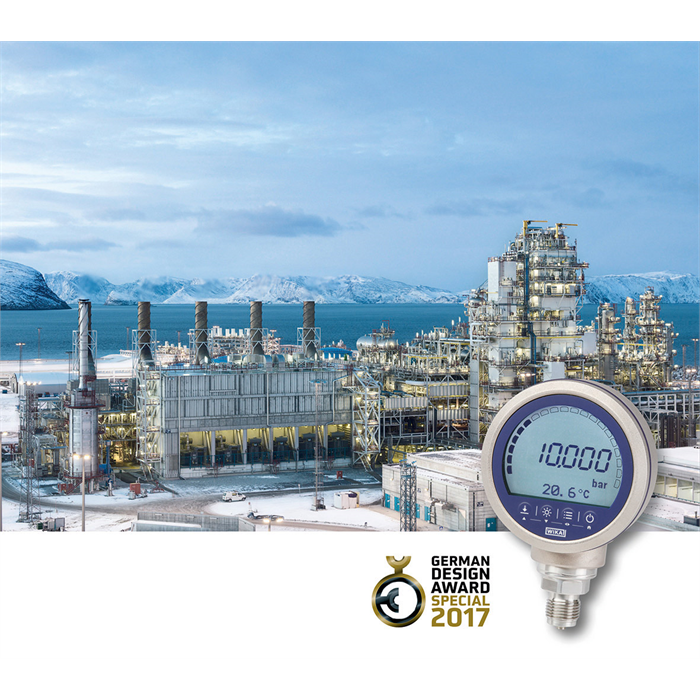 10.000
bar
20.6°C
WIKA
GERMAN
DESIGN
AWARD
SPECIAL
2017